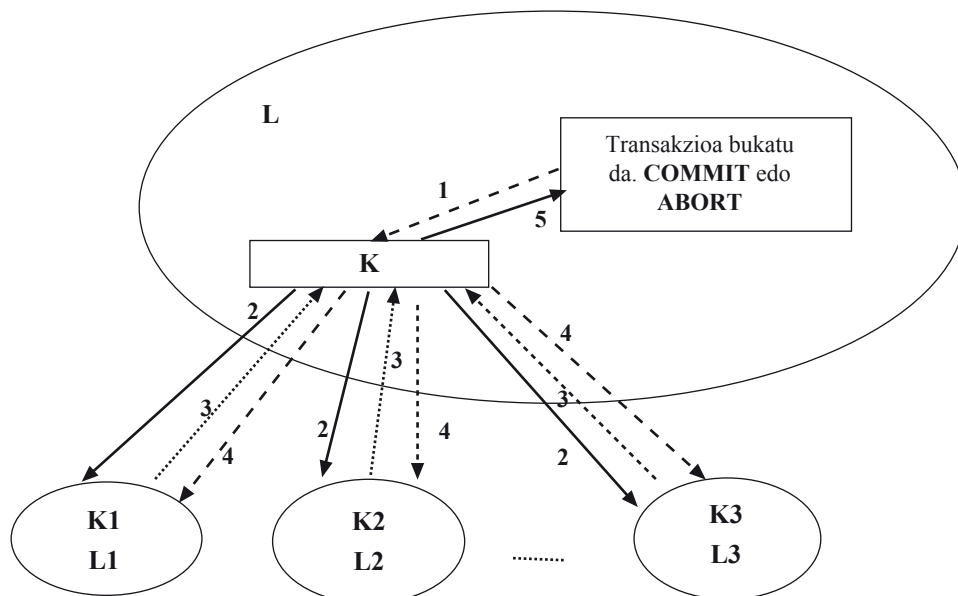 L
Transakzioa bukatu
da. COMMIT edo
ABORT
1
5
K
2
4
3
3
3
2
4
4
2
K1
L1
K2
L2
K3
L3